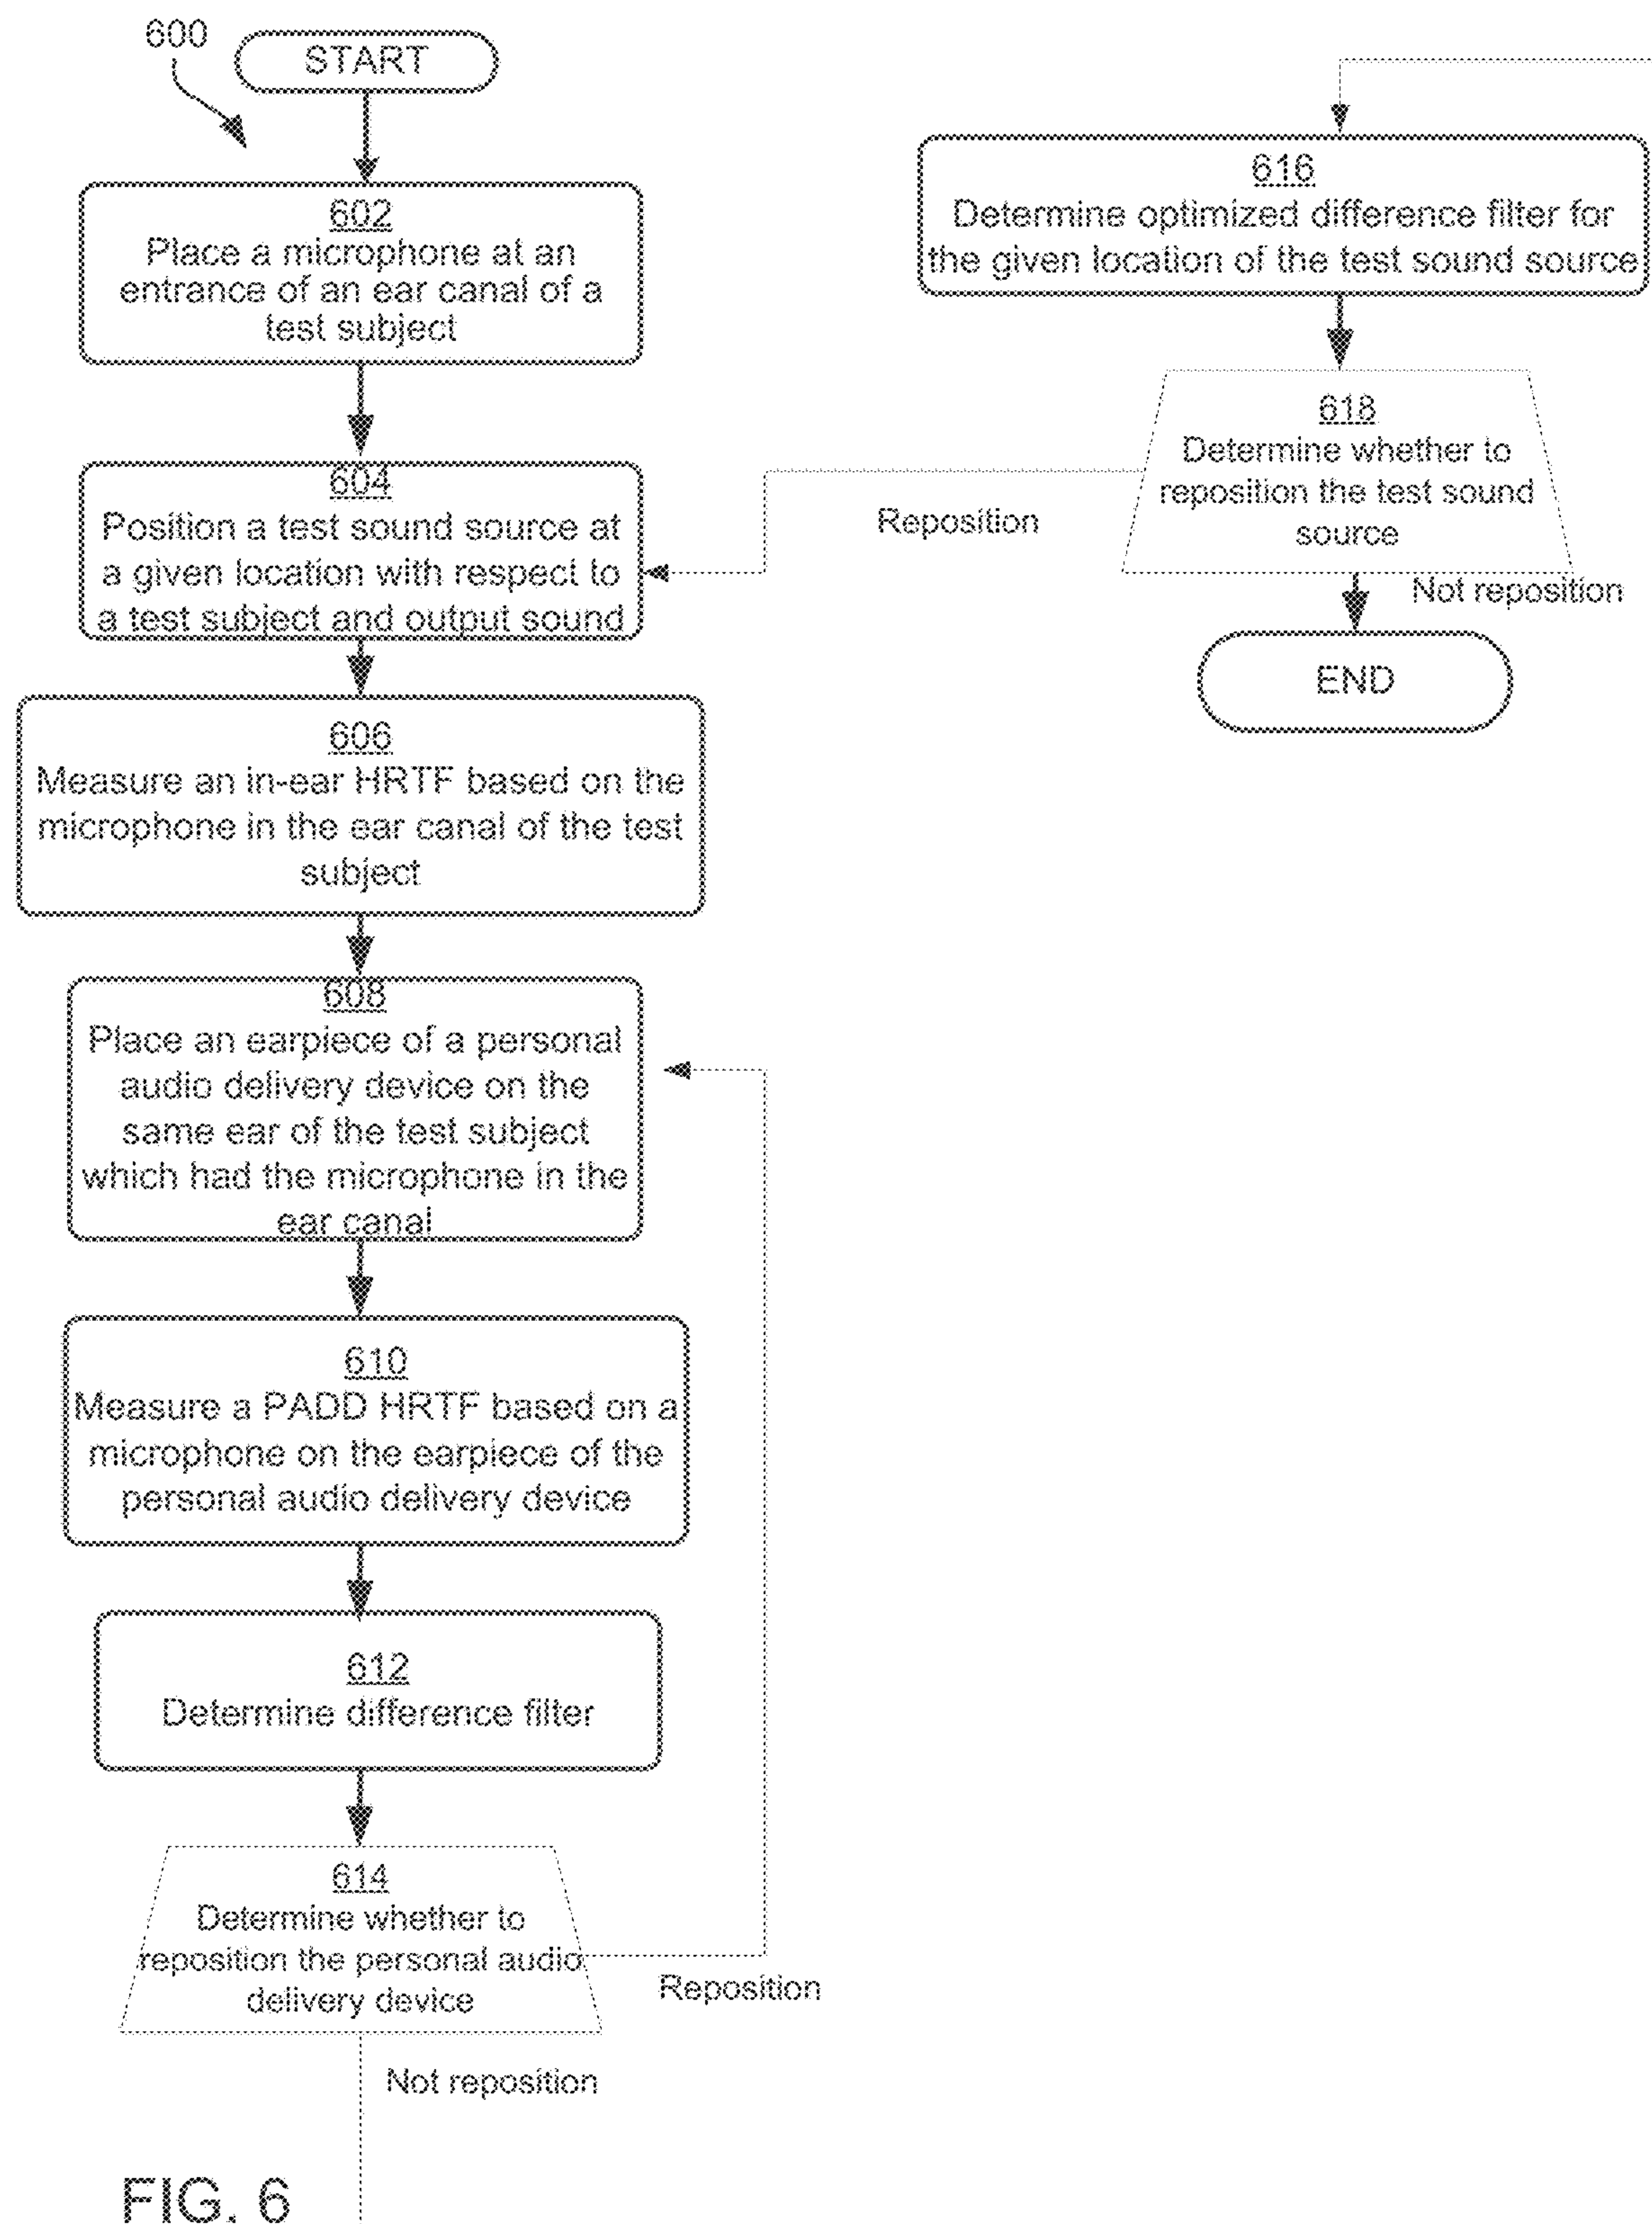 600
START
602
Place a microphone at an
entrance of an ear canal of a
test subject
604
Position a test sound source at
a given location with respect to
a test subject and output sound
606
Measure an in-ear HRTF based on the
microphone in the ear canal of the test
subject
608
Place an earpiece of a personal
audio delivery device on the
same ear of the test subject
which had the microphone in the
ear canal
610
Measure a PADD HRTF based on a
microphone on the earpiece of the
personal audio delivery device
612
Determine difference filter
614
Determine whether to
reposition the personal audio
delivery device
Reposition
Not reposition
616
Determine optimized difference filter for
the given location of the test sound source
618
Determine whether to
reposition the test sound
source
Reposition
Not reposition
END
FIG. 6